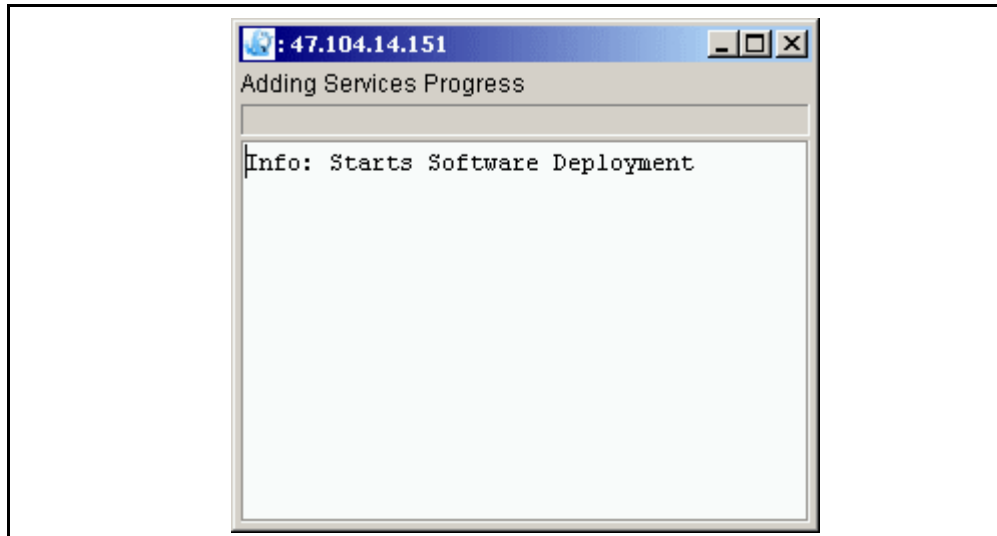 : 47.104.14.151
Adding Services Progress
Info: Starts Software Deployment